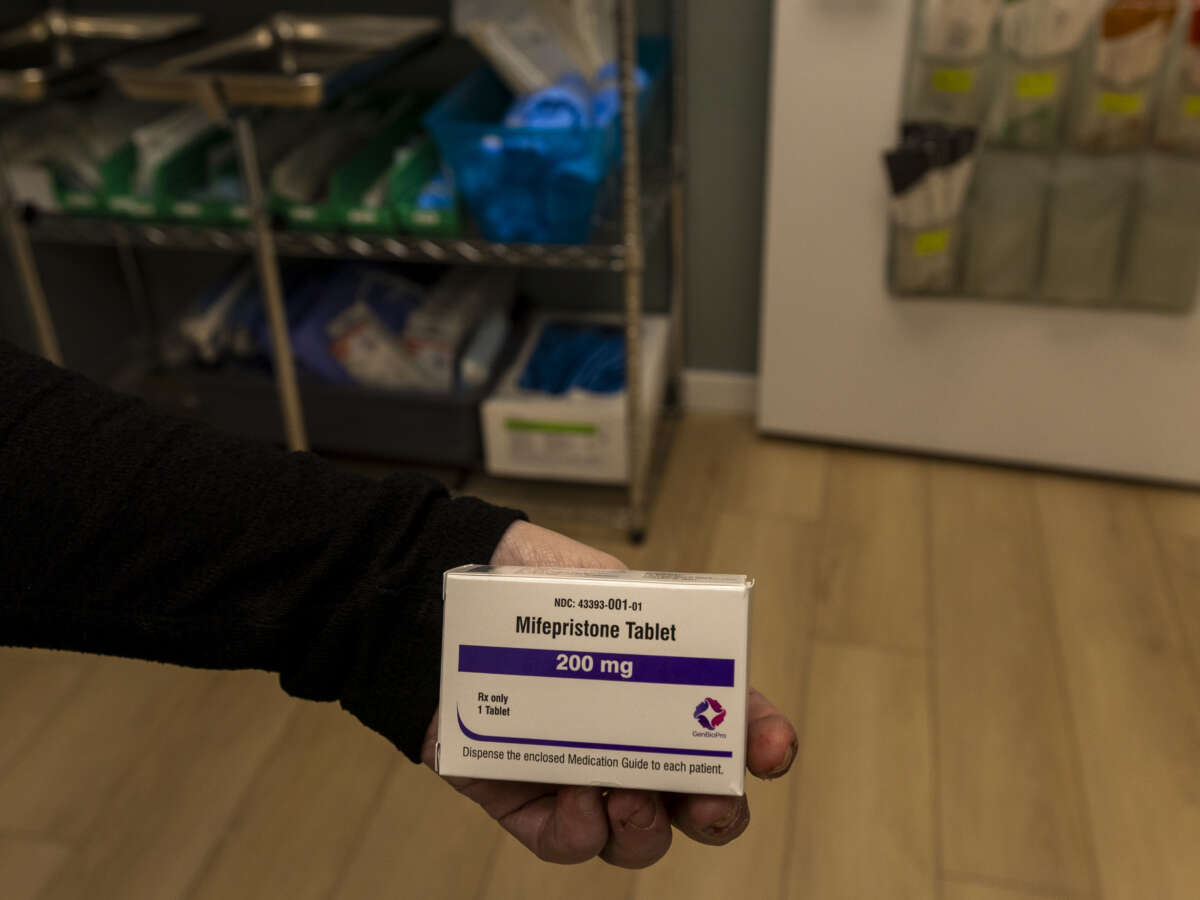 NDC: 43393-001-01
Mifepristone Tablet
200 mg
Rx only
1 Tablet
GenBioPro
Dispense the enclosed Medication Guide to each patient.